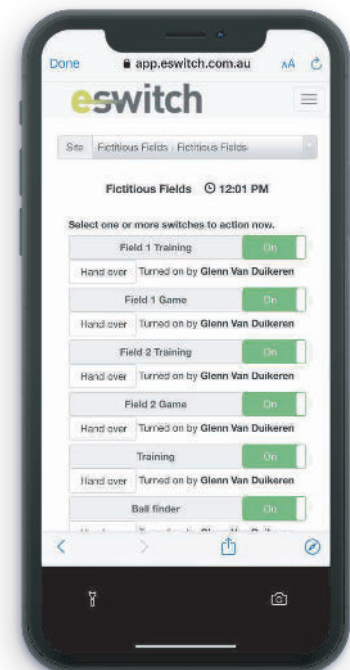 Done app.eswitch.com.au AA
eswitch
Site Fictitious Fields - Fictitious Fields
Fictitious Fields 12:01 PM
Select one or more switches to action now.
Field 1 Training On
Hand over Turned on by Glenn Van Duikeren
Field 1 Game On
Hand over Turned on by Glenn Van Duikeren
Field 2 Training On
Hand over Turned on by Glenn Van Duikeren
Field 2 Game On
Hand over Turned on by Glenn Van Duikeren
Training On
Hand over Turned on by Glenn Van Duikeren
Ball finder On